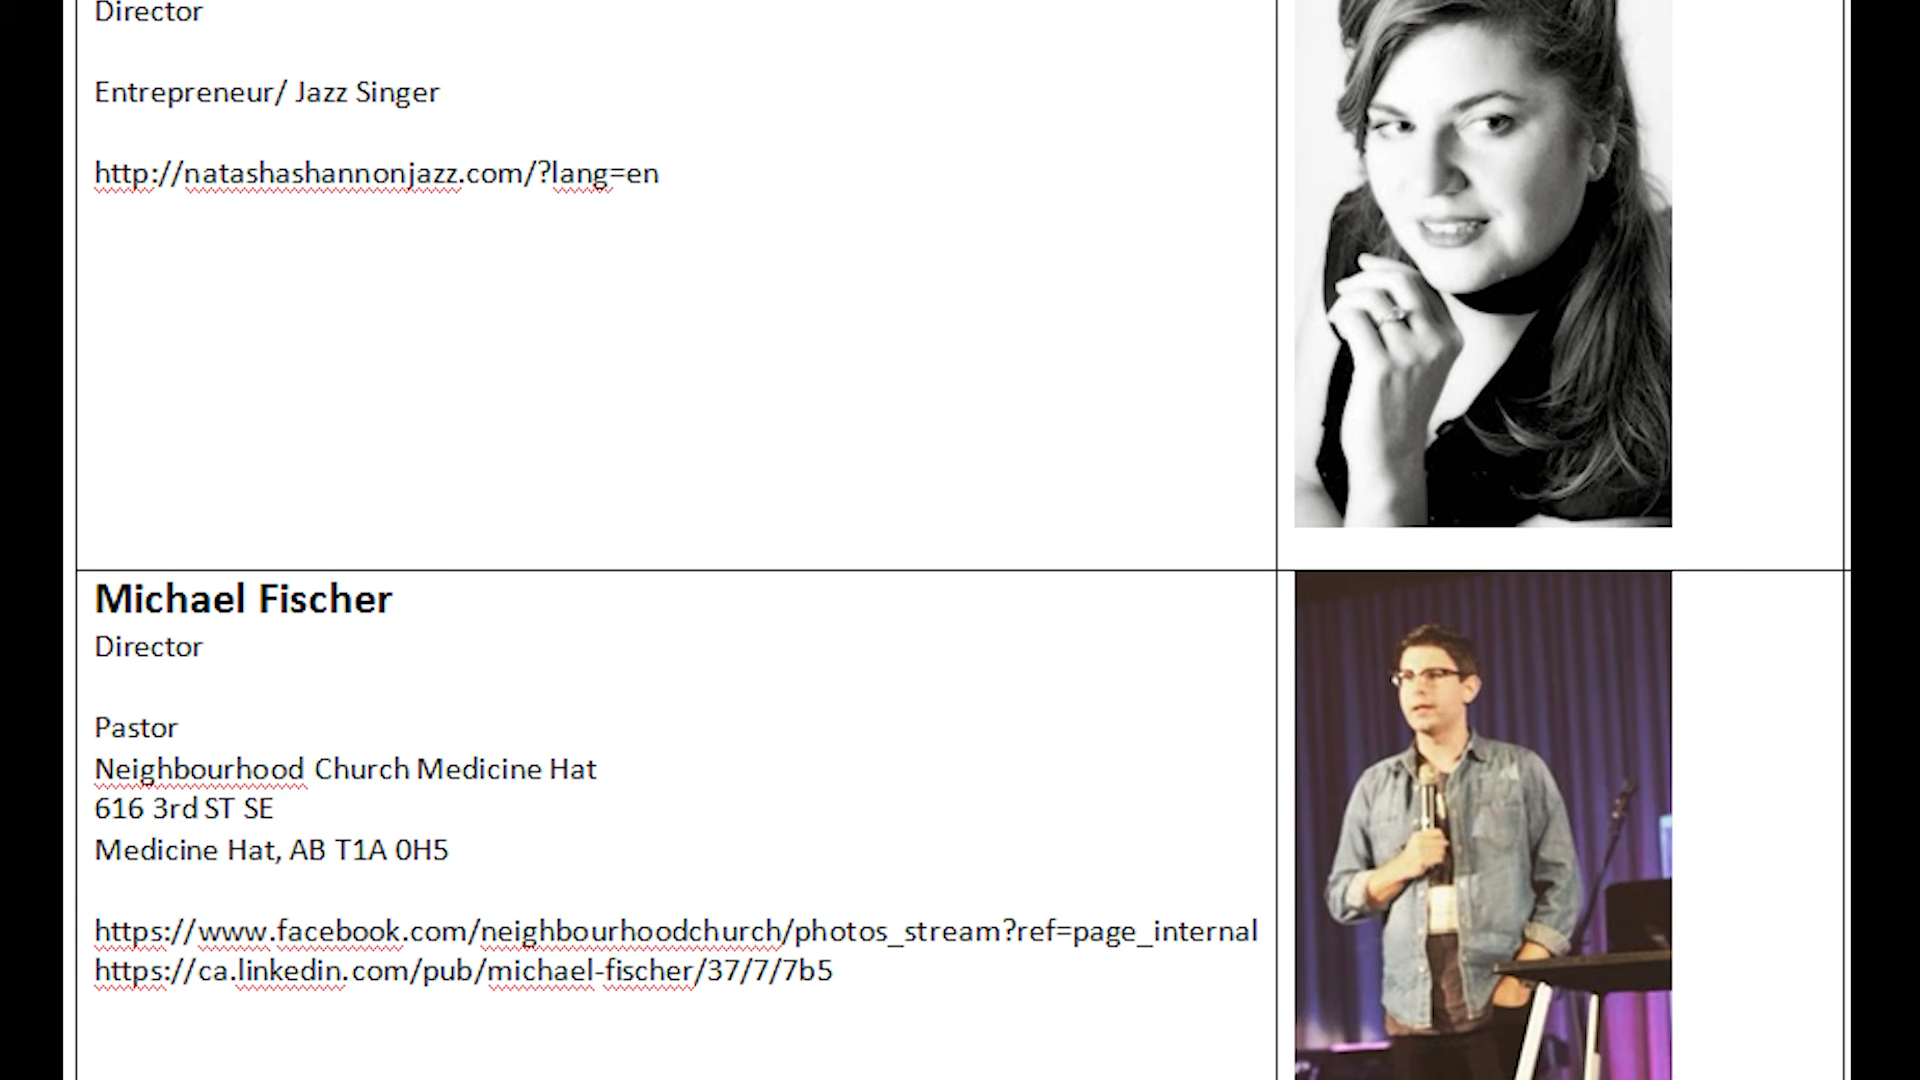 Director
Entrepreneur/ Jazz Singer
http://natashashannonjazz.com/?lang=en
Michael Fischer
Director
Pastor
Neighbourhood Church Medicine Hat
616 3rd ST SE
Medicine Hat, AB T1A 0H5
https://www.facebook.com/neighbourhoodchurch/photos_stream?ref=page_internal
https://ca.linkedin.com/pub/michael-fischer/37/7/7b5